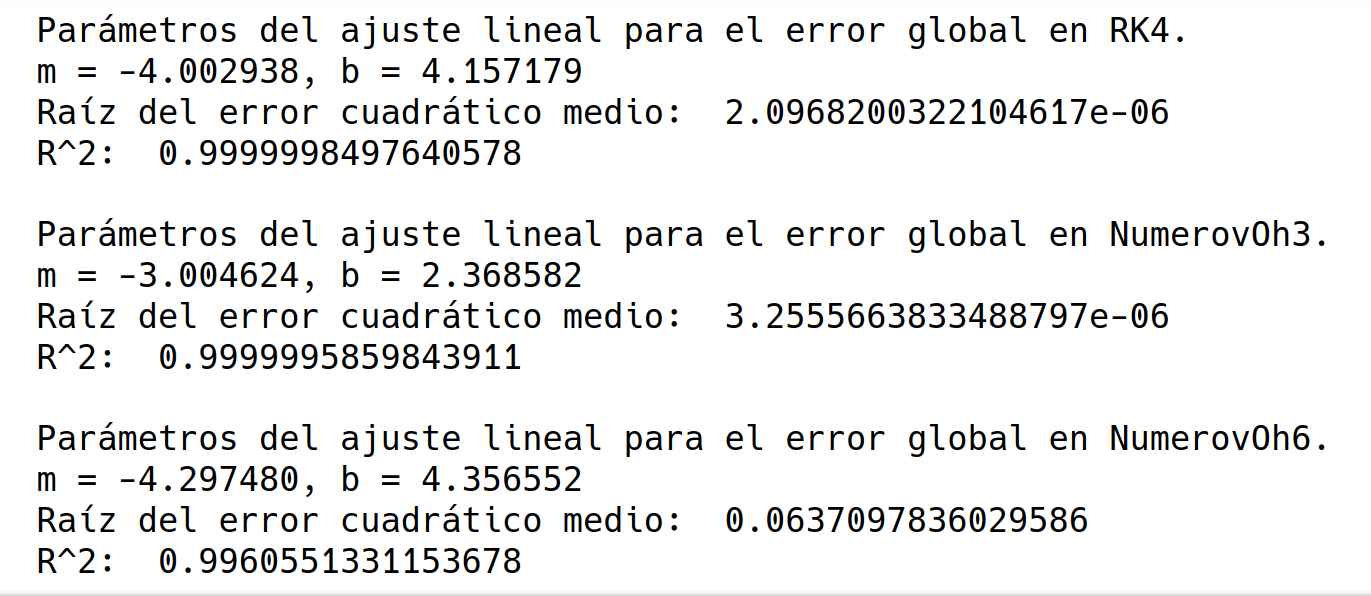 Parámetros del ajuste lineal para el error global en RK4.
m = -4.002938, b = 4.157179
Raíz del error cuadrático medio:  2.0968200322104617e-06
R^2:  0.9999998497640578
Parámetros del ajuste lineal para el error global en NumerovOh3.
m = -3.004624, b = 2.368582
Raíz del error cuadrático medio:  3.2555663833488797e-06
R^2:  0.9999995859843911
Parámetros del ajuste lineal para el error global en NumerovOh6.
m = -4.297480, b = 4.356552
Raíz del error cuadrático medio:  0.0637097836029586
R^2:  0.9960551331153678